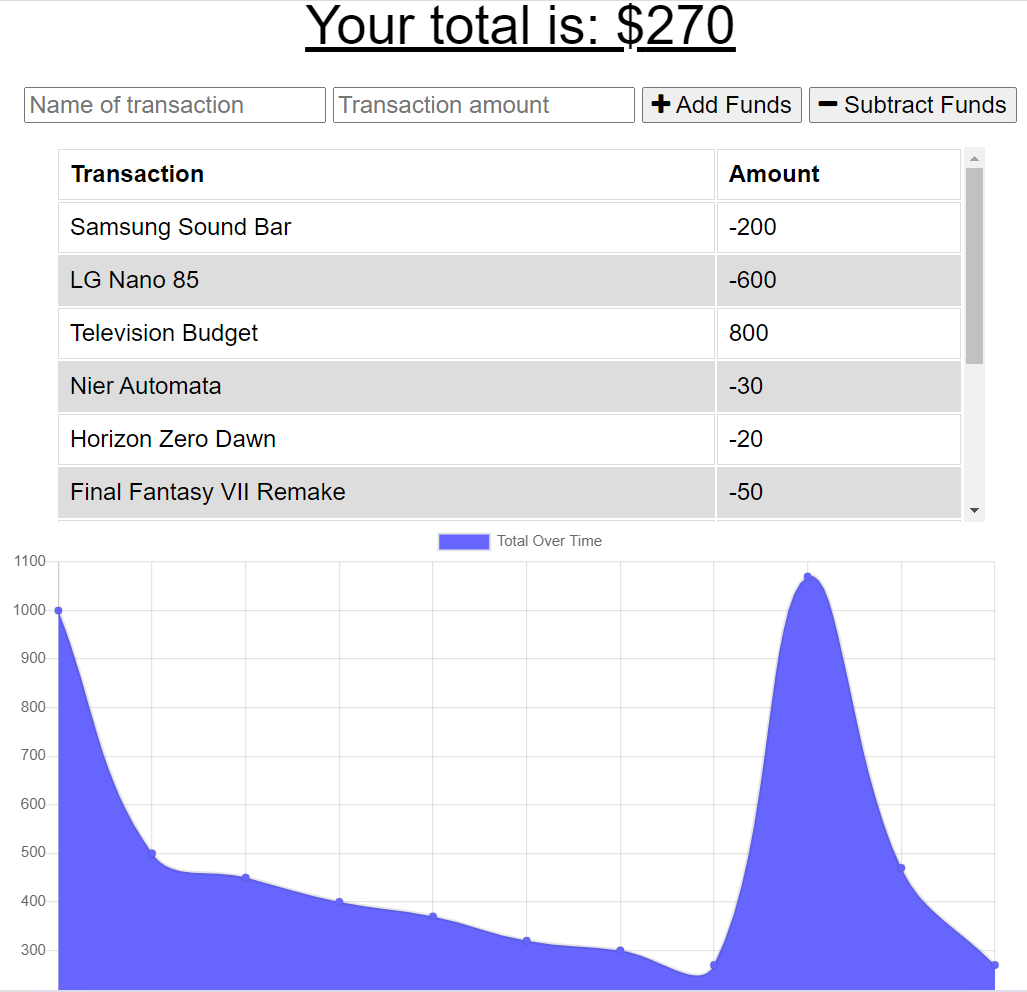 Your total is: $270
Name of transaction Transaction amount Add Funds Subtract Funds
Transaction Amount
Samsung Sound Bar -200
LG Nano 85 -600
Television Budget 800
Nier Automata -30
Horizon Zero Dawn -20
Final Fantasy VII Remake -50
Total Over Time
1100
1000
900
800
700
600
500
400
300